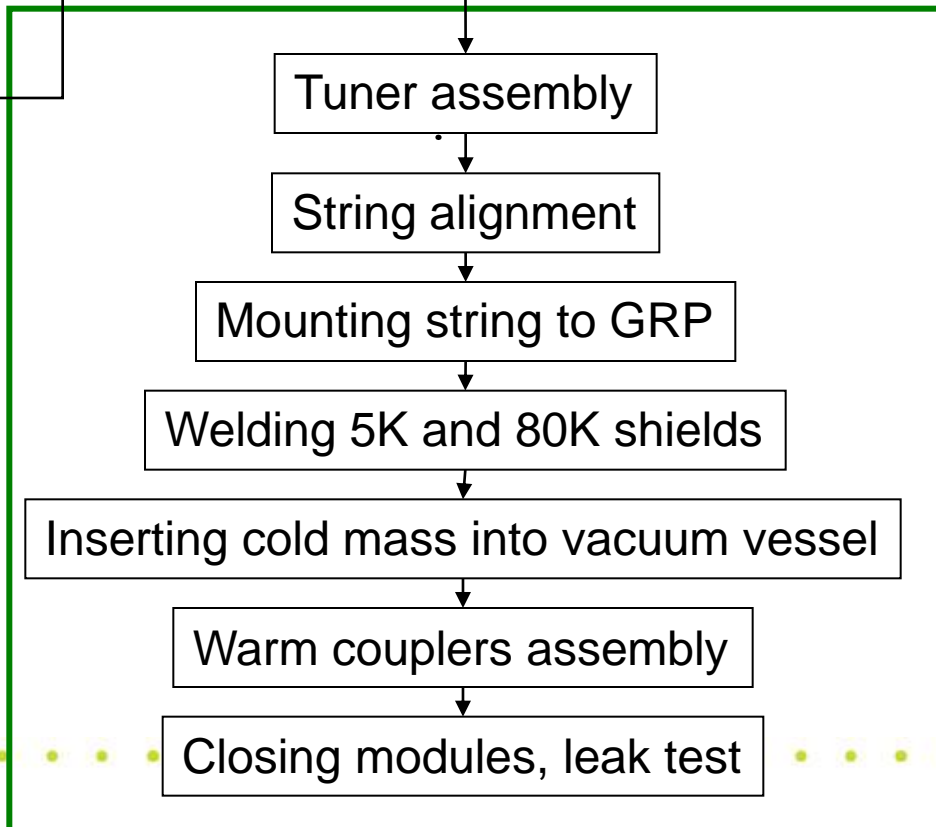 Tuner assembly
String alignment
Mounting string to GRP
Welding 5K and 80K shields
Inserting cold mass into vacuum vessel
Warm couplers assembly
Closing modules, leak test